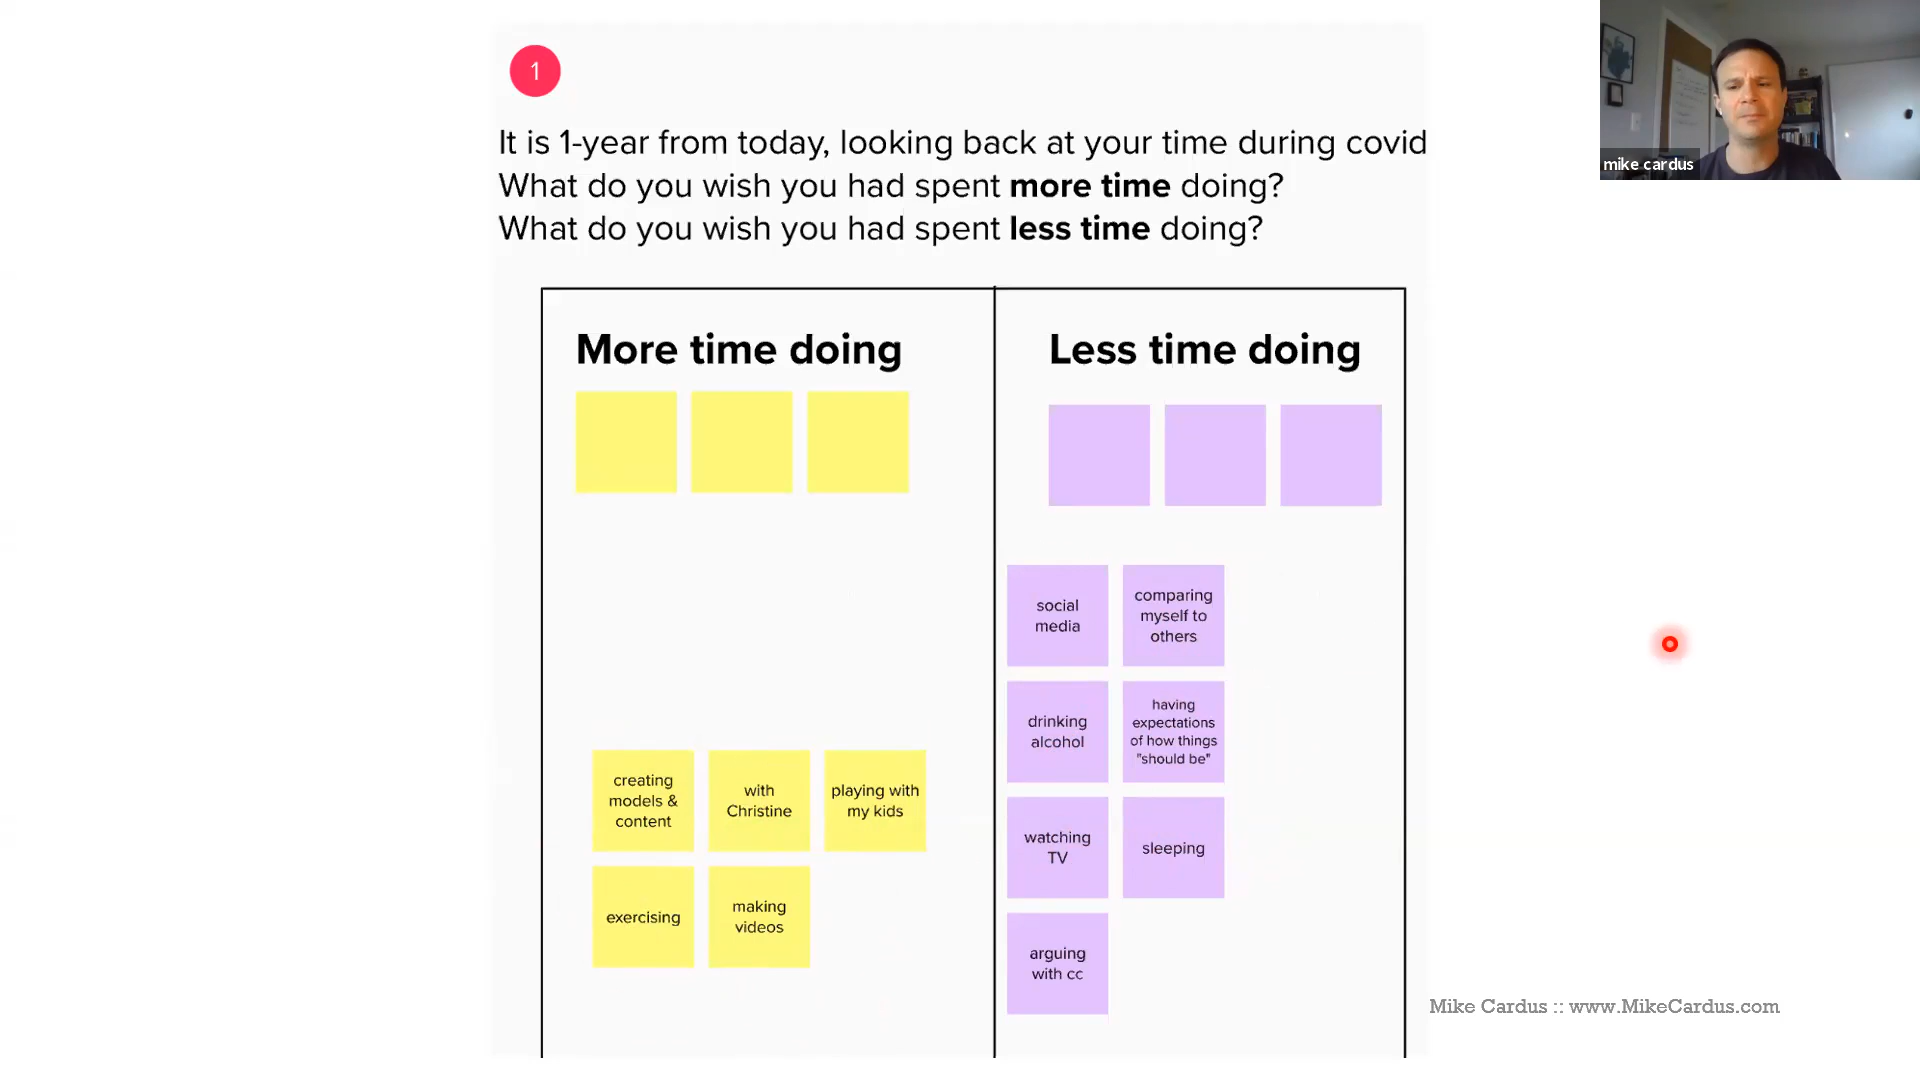 1
It is 1-year from today, looking back at your time during covid
What do you wish you had spent more time doing?
What do you wish you had spent less time doing?
mike cardus
More time doing
Less time doing
creating
models &
content
with
Christine
playing with
my kids
exercising
making
videos
social
media
comparing
myself to
others
drinking
alcohol
having
expectations
of how things
"should be"
watching
TV
sleeping
arguing
with cc
Mike Cardus :: www.MikeCardus.com